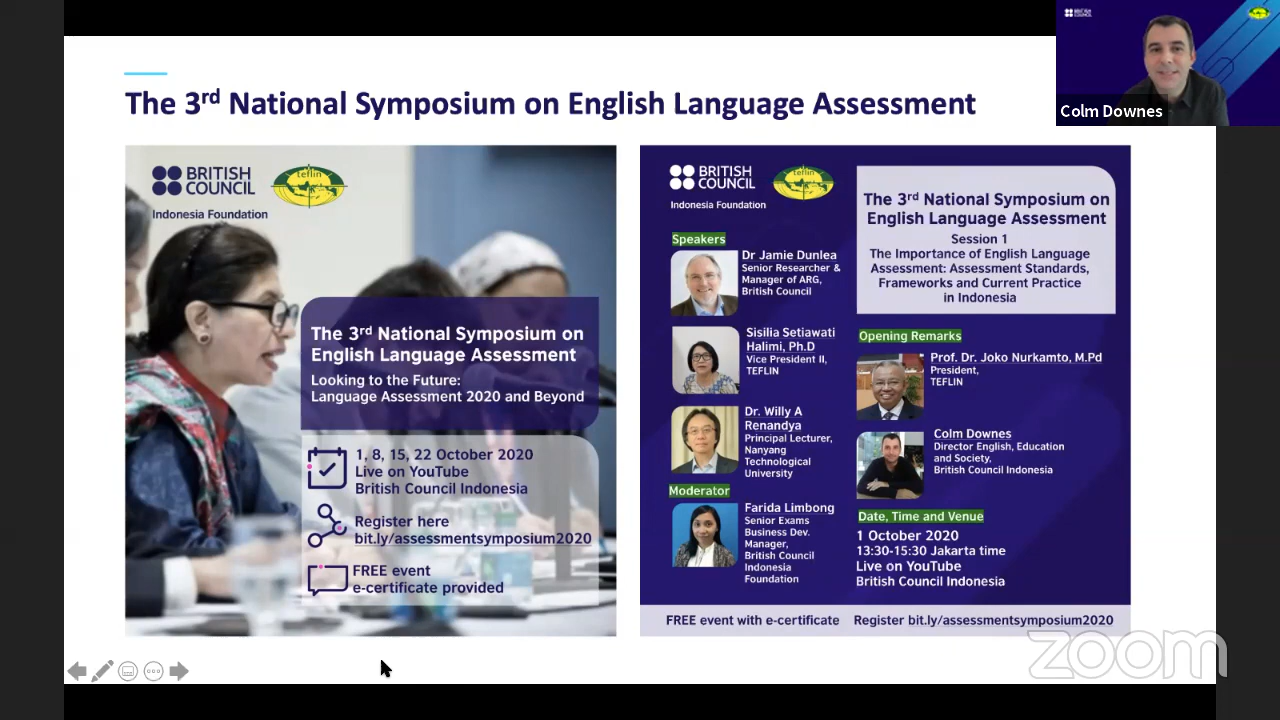 Colm Downes
The 3rd National Symposium on English Language Assessment
BRITISH
COUNCIL
teflin
Indonesia Foundation
The 3rd National Symposium on
English Language Assessment
Looking to the Future:
Language Assessment 2020 and Beyond
1, 8, 15, 22 October 2020
Live on YouTube
British Council Indonesia
Register here
bit.ly/assessmentsymposium2020
FREE event
e-certificate provided
BRITISH
COUNCIL
teflin
Indonesia Foundation
The 3rd National Symposium on
English Language Assessment
Session 1
The Importance of English Language
Assessment: Assessment Standards,
Frameworks and Current Practice
in Indonesia
Speakers
Dr Jamie Dunlea
Senior Researcher &
Manager of ARG,
British Council
Sisilia Setiawati
Halimi, Ph.D
Vice President II,
TEFLIN
Dr. Willy A
Renandya
Principal Lecturer,
Nanyang
Technological
University
Moderator
Farida Limbong
Senior Exams
Business Dev.
Manager,
British Council
Indonesia
Foundation
Opening Remarks
Prof. Dr. Joko Nurkamto, M.Pd
President,
TEFLIN
Colm Downes
Director English, Education
and Society,
British Council Indonesia
Date, Time and Venue
1 October 2020
13:30-15:30 Jakarta time
Live on YouTube
British Council Indonesia
FREE event with e-certificate Register bit.ly/assessmentsymposium2020
zoom